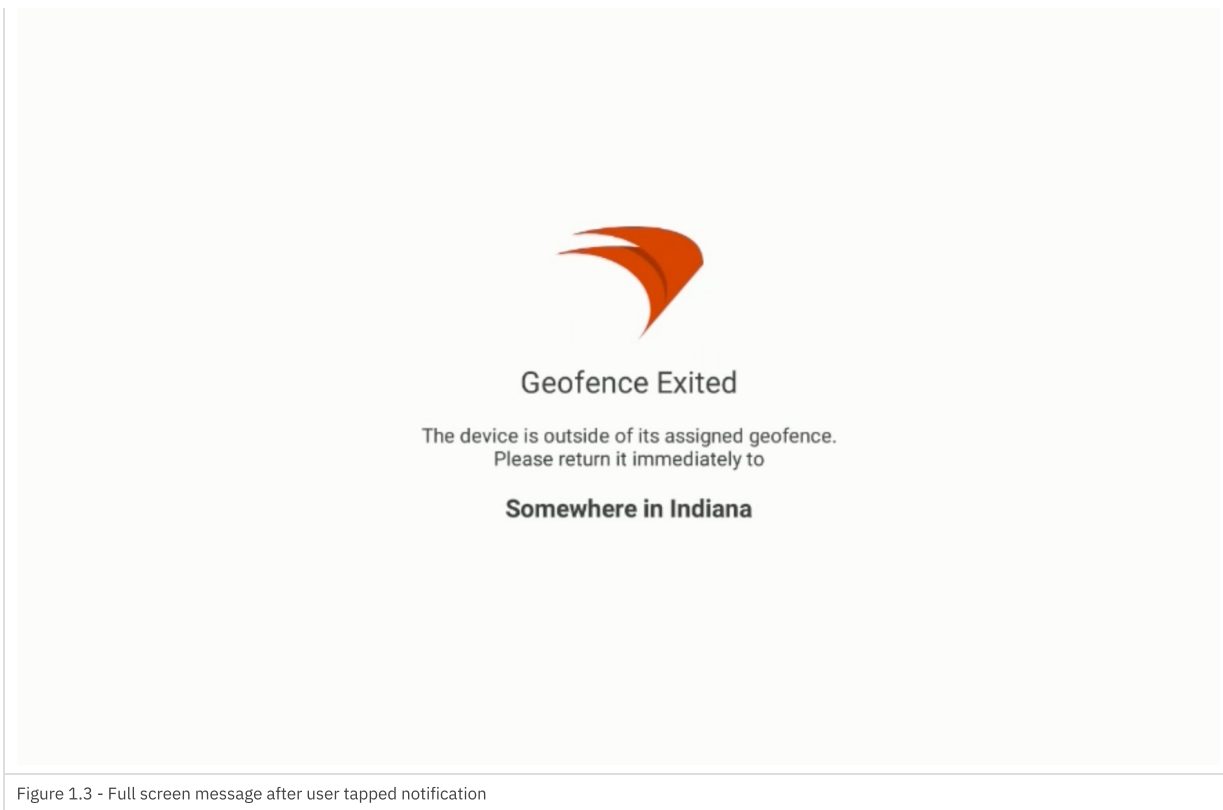 Geofence Exited
The device is outside of its assigned geofence.
Please return it immediately to
Somewhere in Indiana
Figure 1.3 - Full screen message after user tapped notification